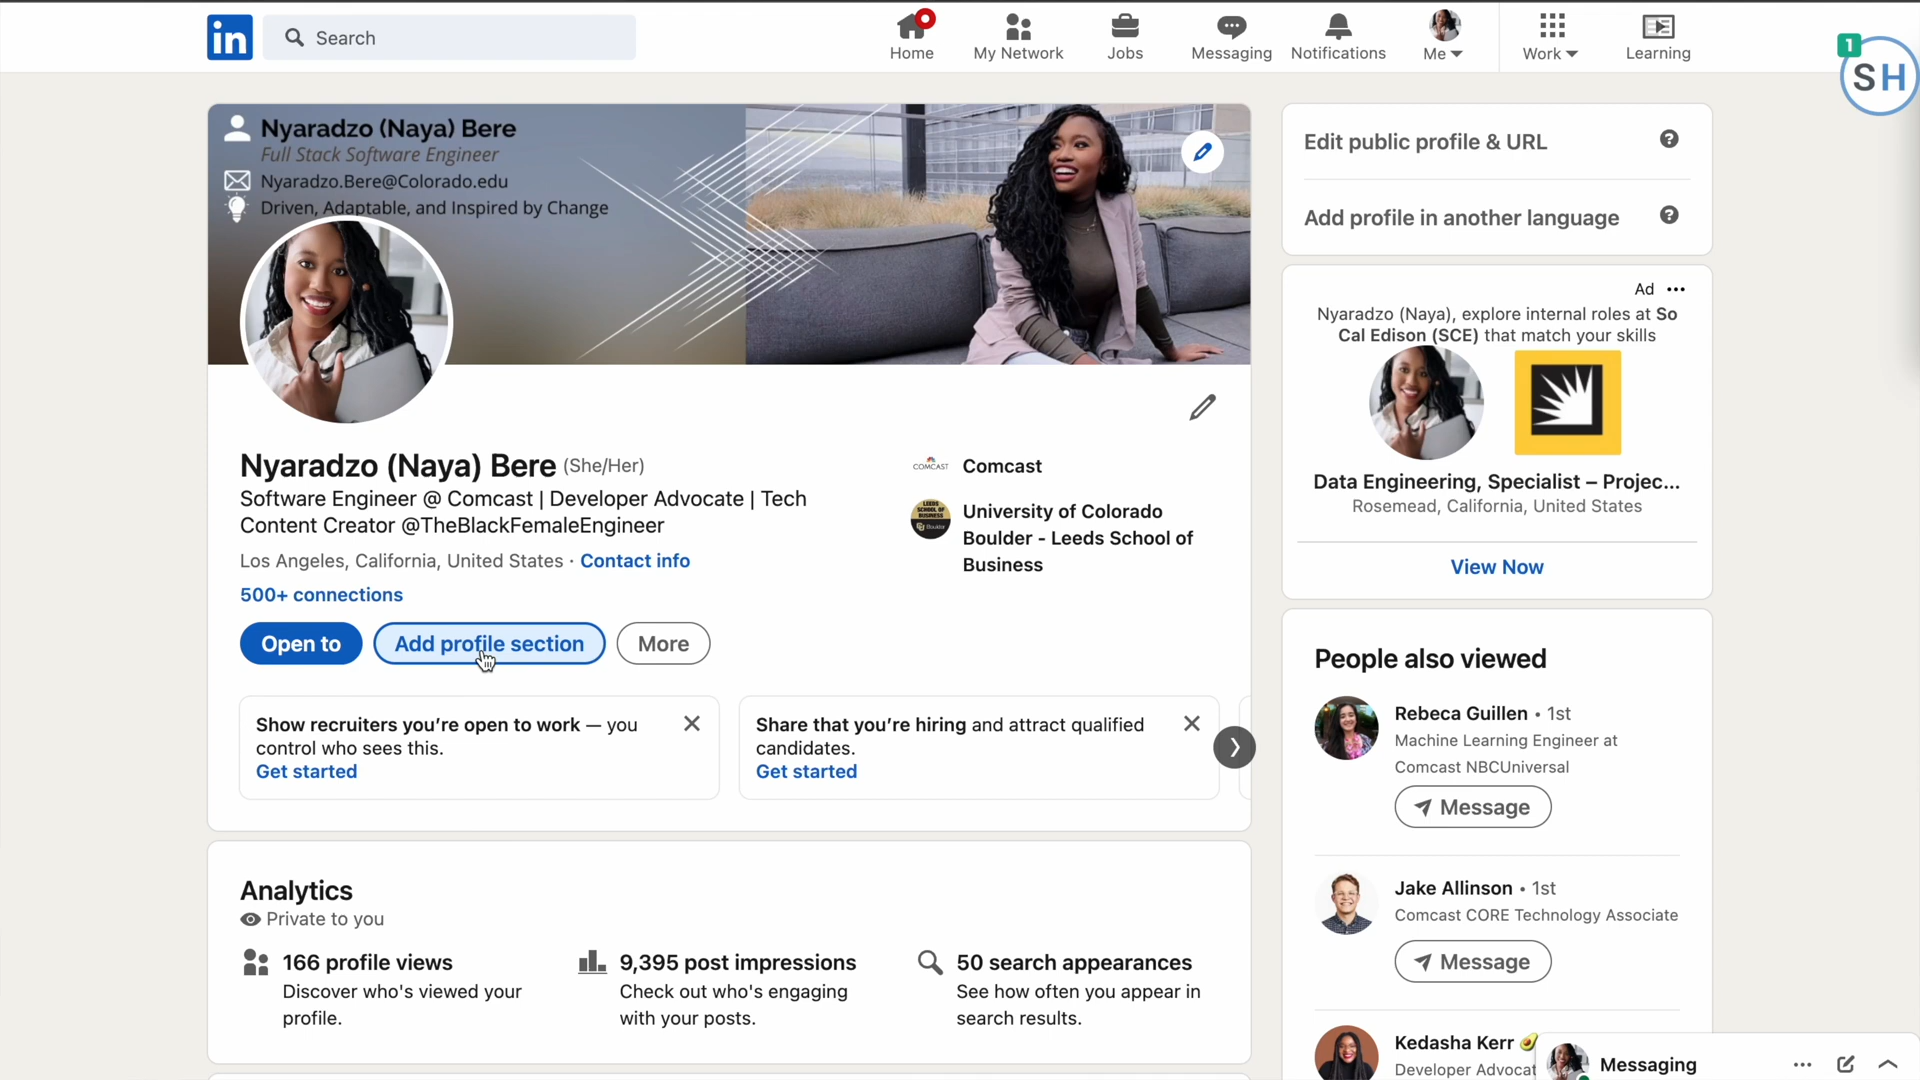 in
Search
Home
My Network
Jobs
Messaging
Notifications
Me
Work
Learning
1
SH
Nyaradzo (Naya) Bere
Full Stack Software Engineer
Nyaradzo.Bere@Colorado.edu
Driven, Adaptable, and Inspired by Change
Nyaradzo (Naya) Bere (She/Her)
Software Engineer @ Comcast | Developer Advocate | Tech
Content Creator @TheBlackFemaleEngineer
Los Angeles, California, United States · Contact info
500+ connections
COMCAST
Comcast
University of Colorado
Boulder - Leeds School of
Business
Open to
Add profile section
More
Show recruiters you’re open to work — you
control who sees this.
Get started
Share that you’re hiring and attract qualified
candidates.
Get started
Analytics
Private to you
166 profile views
Discover who's viewed your
profile.
9,395 post impressions
Check out who's engaging
with your posts.
50 search appearances
See how often you appear in
search results.
Edit public profile & URL
Add profile in another language
Ad
Nyaradzo (Naya), explore internal roles at So
Cal Edison (SCE) that match your skills
Data Engineering, Specialist – Projec...
Rosemead, California, United States
View Now
People also viewed
Rebeca Guillen • 1st
Machine Learning Engineer at
Comcast NBCUniversal
Message
Jake Allinson • 1st
Comcast CORE Technology Associate
Message
Kedasha Kerr
Developer Advocat
Messaging